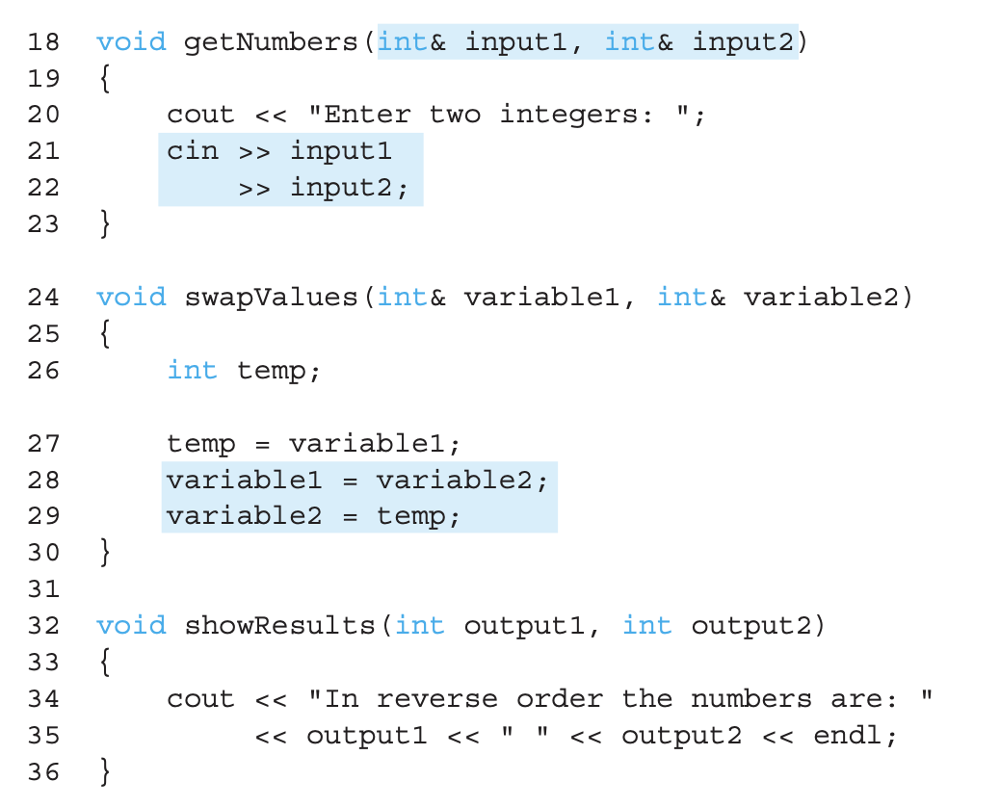 18 void getNumbers(int& input1, int& input2)
19 {
20     cout << "Enter two integers: ";
21     cin >> input1
22         >> input2;
23 }
24 void swapValues(int& variable1, int& variable2)
25 {
26     int temp;
27     temp = variable1;
28     variable1 = variable2;
29     variable2 = temp;
30 }
31
32 void showResults(int output1, int output2)
33 {
34     cout << "In reverse order the numbers are: "
35          << output1 << " " << output2 << endl;
36 }